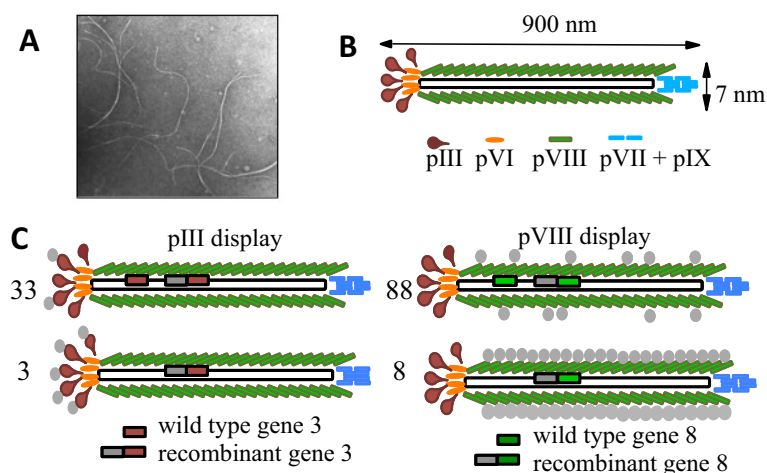 A
B
900 nm
7 nm
pIII pVI pVIII pVII + pIX
C
pIII display
pVIII display
33
88
3
8
wild type gene 3
recombinant gene 3
wild type gene 8
recombinant gene 8